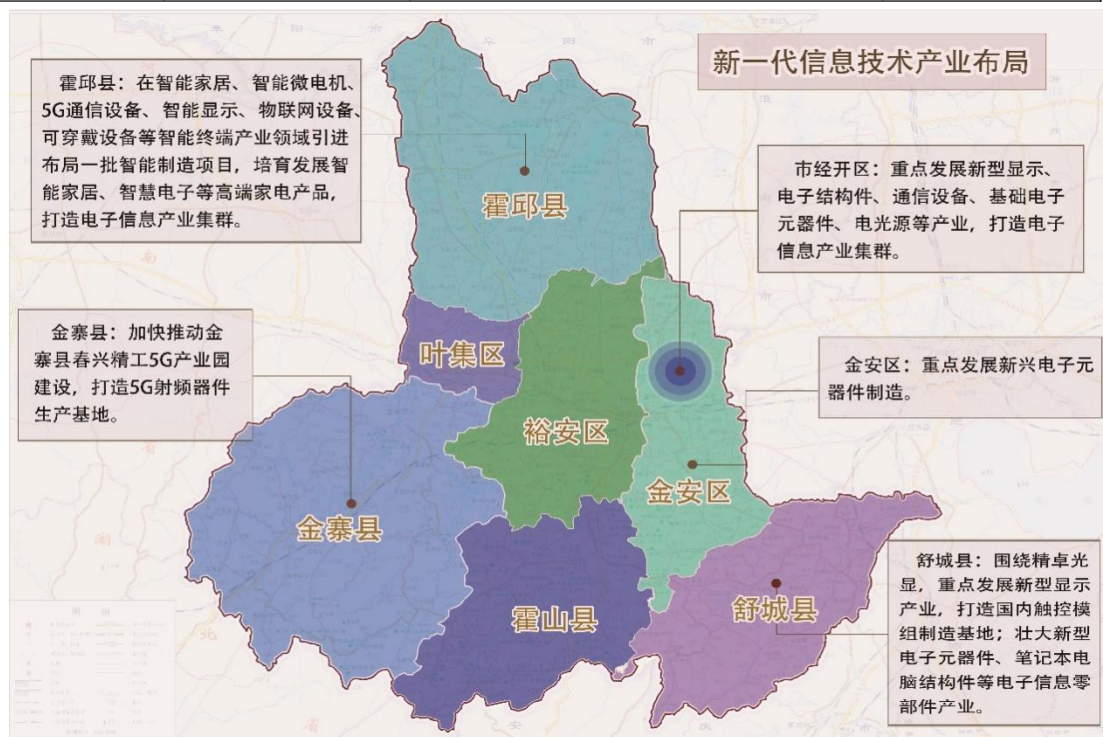 新一代信息技术产业布局
霍邱县：在智能家居、智能微电机、
5G通信设备、智能显示、物联网设备、
可穿戴设备等智能终端产业领域引进
布局一批智能制造项目，培育发展智
能家居、智慧电子等高端家电产品，
打造电子信息产业集群。
市经开区：重点发展新型显示、
电子结构件、通信设备、基础电子
元器件、电光源等产业，打造电子
信息产业集群。
霍邱县
金寨县：加快推动金
寨县春兴精工5G产业园
建设，打造5G射频器件
生产基地。
叶集区
金安区：重点发展新兴电子元
器件制造。
裕安区
金安区
金寨县
霍山县
舒城县
舒城县：围绕精卓光
显，重点发展新型显示
产业，打造国内触控模
组制造基地；壮大新型
电子元器件、笔记本电
脑结构件等电子信息零
部件产业。